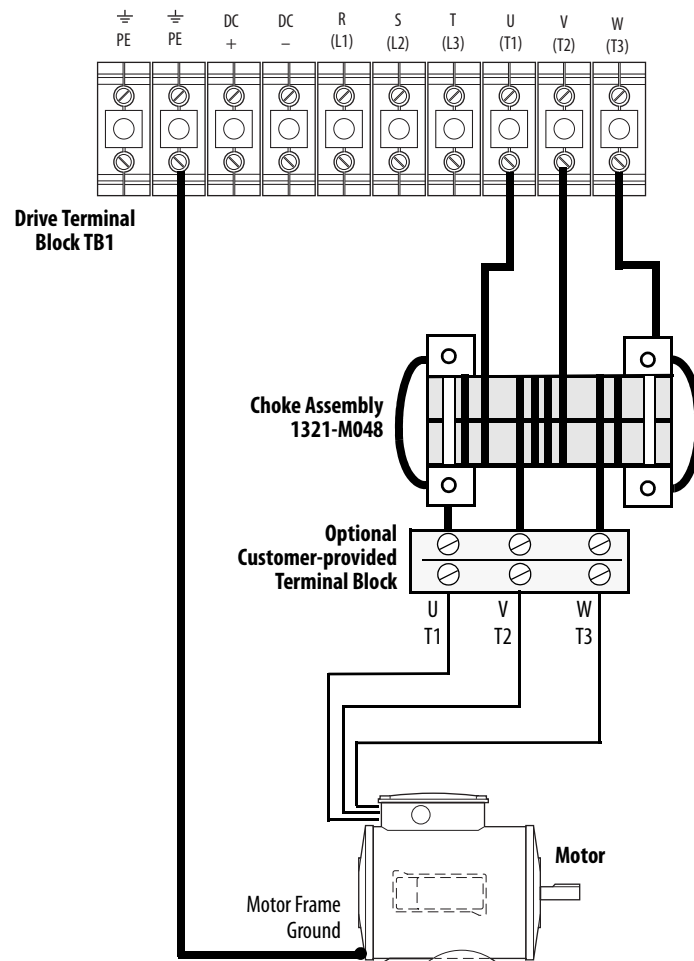 ⏚ ⏚ DC DC R S T U V W
PE PE + – (L1) (L2) (L3) (T1) (T2) (T3)
Drive Terminal
Block TB1
Choke Assembly
1321-M048
Optional
Customer-provided
Terminal Block
U V W
T1 T2 T3
Motor
Motor Frame
Ground